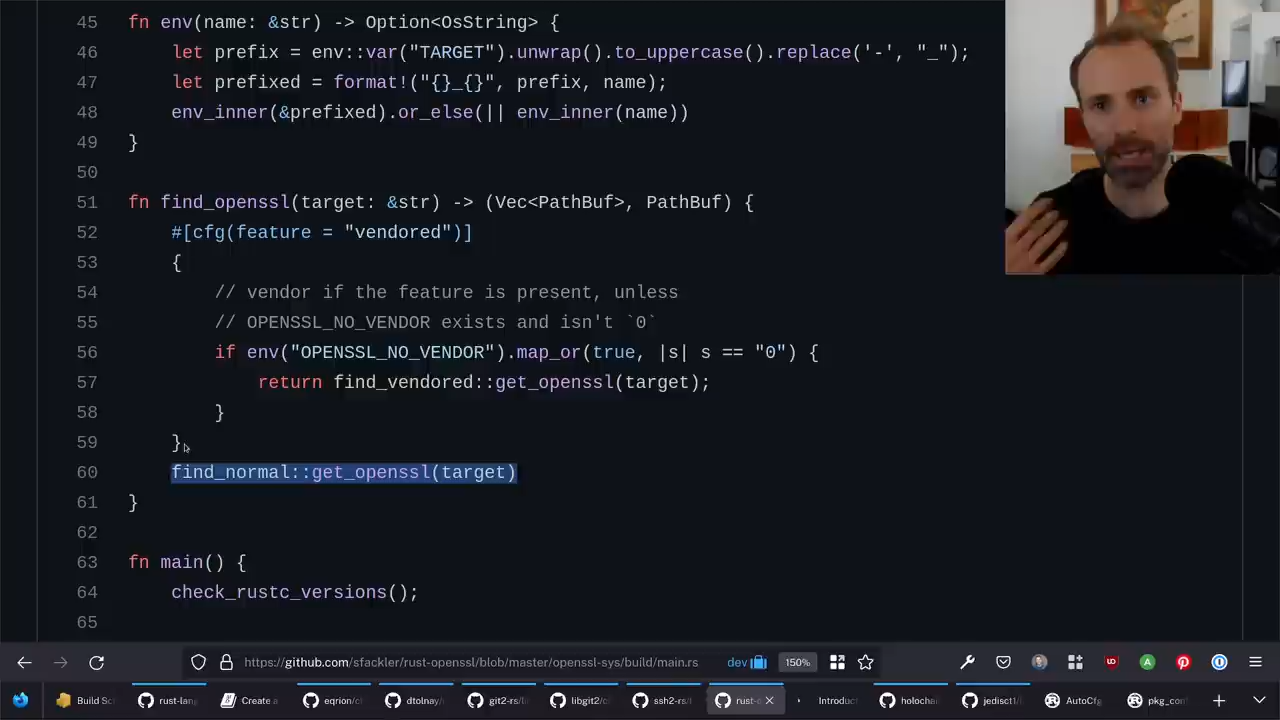 45 fn env(name: &str) -> Option<OsString> {
46 let prefix = env::var("TARGET").unwrap().to_uppercase().replace('-', "_");
47 let prefixed = format!("{}_{}", prefix, name);
48 env_inner(&prefixed).or_else(|| env_inner(name))
49 }
50
51 fn find_openssl(target: &str) -> (Vec<PathBuf>, PathBuf) {
52 #[cfg(feature = "vendored")]
53 {
54 // vendor if the feature is present, unless
55 // OPENSSL_NO_VENDOR exists and isn't `0`
56 if env("OPENSSL_NO_VENDOR").map_or(true, |s| s == "0") {
57 return find_vendored::get_openssl(target);
58 }
59 }
60 find_normal::get_openssl(target)
61 }
62
63 fn main() {
64 check_rustc_versions();
65
https://github.com/sfackler/rust-openssl/blob/master/openssl-sys/build/main.rs dev 150%
Build Sc rust-lang Create a eqrion/c dtolnay/ git2-rs/l libgit2/c ssh2-rs/t rust-o Introduct holochai jedisct1/ AutoCfg pkg_conf